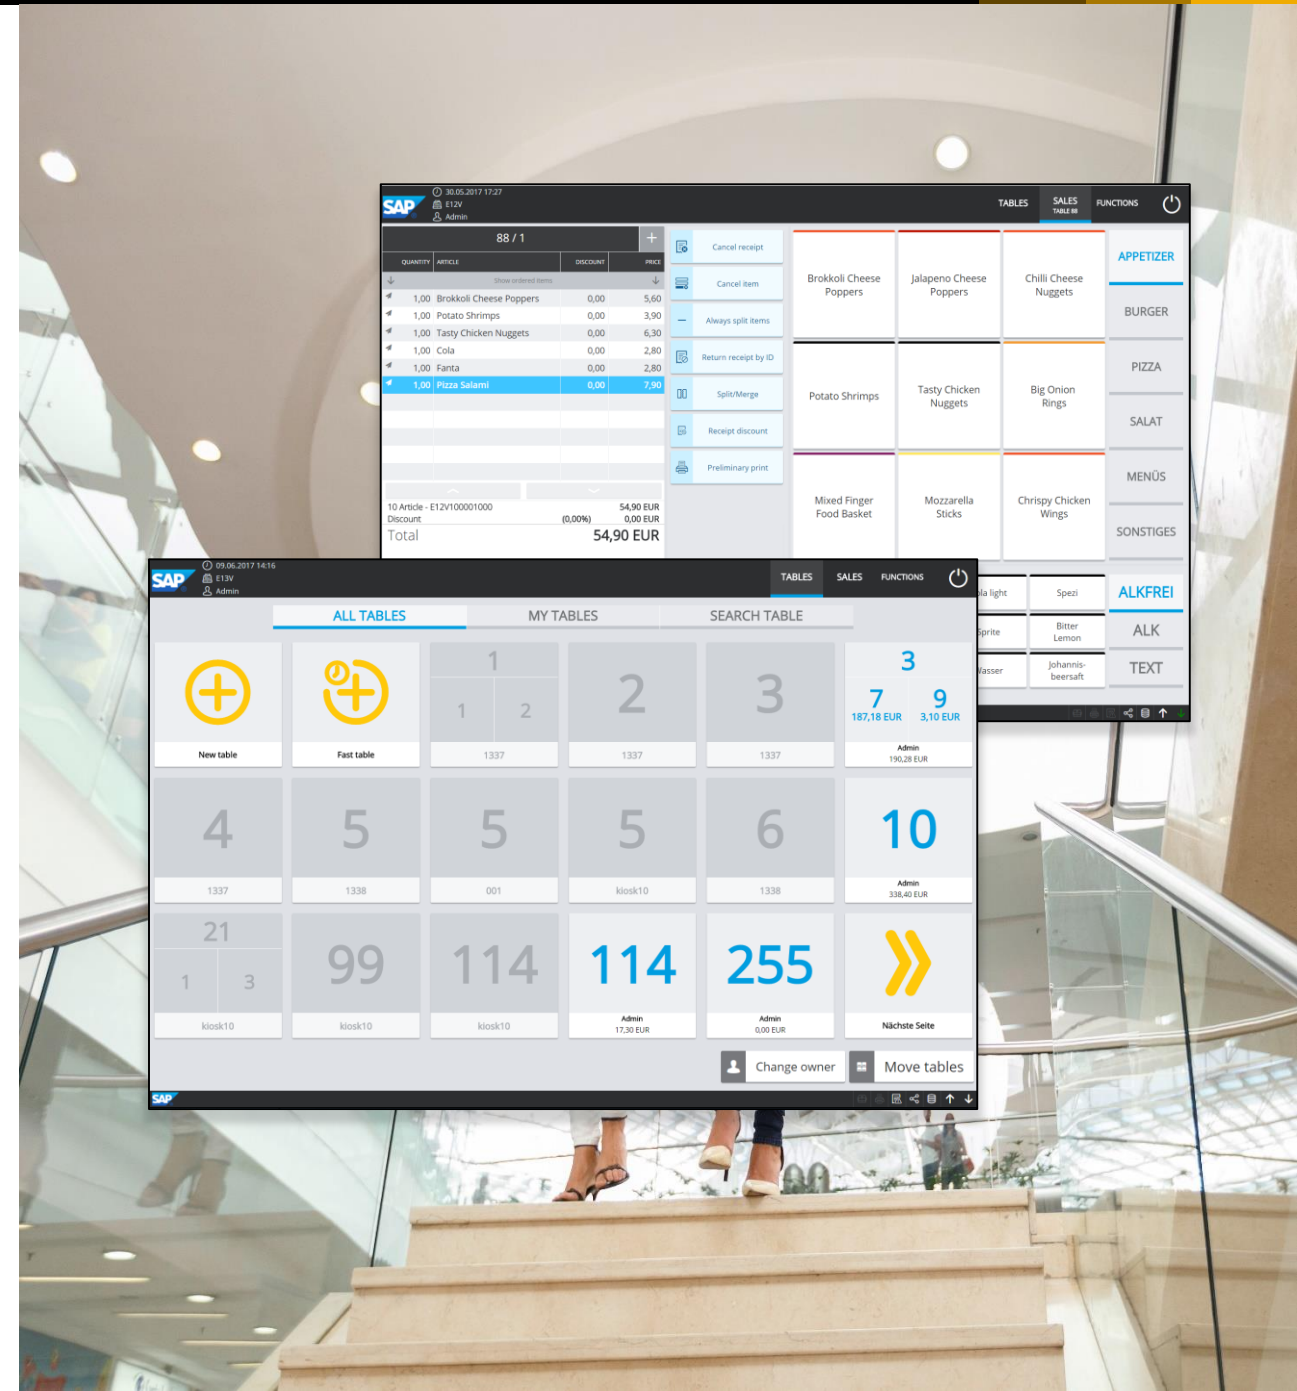 SAP
30.05.2017 17:27
E12V
Admin
TABLES
SALES
TABLE 88
FUNCTIONS
88 / 1
+
QUANTITY ARTICLE DISCOUNT PRICE
Show ordered items
1,00 Brokkoli Cheese Poppers 0,00 5,60
1,00 Potato Shrimps 0,00 3,90
1,00 Tasty Chicken Nuggets 0,00 6,30
1,00 Cola 0,00 2,80
1,00 Fanta 0,00 2,80
1,00 Pizza Salami 0,00 7,90
10 Article - E12V100001000 54,90 EUR
Discount (0,00%) 0,00 EUR
Total 54,90 EUR
Cancel receipt
Cancel item
Always split items
Return receipt by ID
Split/Merge
Receipt discount
Preliminary print
Brokkoli Cheese
Poppers
Jalapeno Cheese
Poppers
Chilli Cheese
Nuggets
Potato Shrimps
Tasty Chicken
Nuggets
Big Onion
Rings
Mixed Finger
Food Basket
Mozzarella
Sticks
Chrispy Chicken
Wings
APPETIZER
BURGER
PIZZA
SALAT
MENÜS
SONSTIGES
light
Spezi
Sprite
Bitter
Lemon
Johannis-
beersaft
ALKFREI
ALK
TEXT
SAP
09.06.2017 14:16
E13V
Admin
TABLES
SALES
FUNCTIONS
ALL TABLES
MY TABLES
SEARCH TABLE
New table
Fast table
1
1 2
1337
2
1337
3
1337
3
7 9
187,18 EUR 3,10 EUR
Admin
190,28 EUR
4
1337
5
1338
5
001
5
kiosk10
6
1338
10
Admin
338,40 EUR
21
1 3
kiosk10
99
kiosk10
114
kiosk10
114
Admin
17,30 EUR
255
Admin
0,00 EUR
Nächste Seite
Change owner
Move tables
SAP